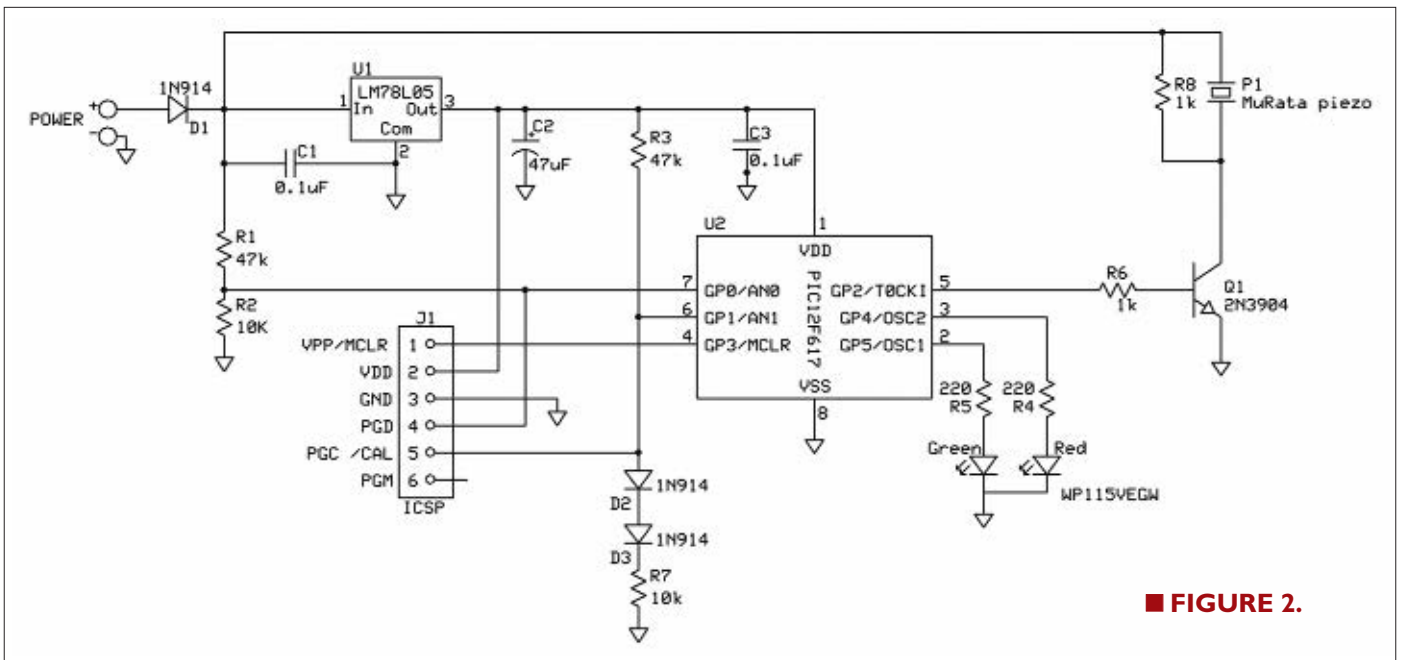 U1
LM78L05
1 In Out 3
Com
2
1N914
D1
POWER
+
-
C1
0.1uF
C2
+
47uF
R3
47k
C3
0.1uF
R8
1k
P1
MuRata piezo
R1
47k
R2
10K
U2
1
VDD
PIC12F617
7 GP0/AN0
6 GP1/AN1
4 GP3/MCLR
GP2/T0CKI 5
GP4/OSC2 3
GP5/OSC1 2
VSS
8
R6
1k
Q1
2N3904
J1
VPP/MCLR 1
VDD 2
GND 3
PGD 4
PGC /CAL 5
PGM 6
ICSP
220
R5
220
R4
Green
Red
WP115VEGW
1N914
D2
1N914
D3
R7
10k
■ FIGURE 2.